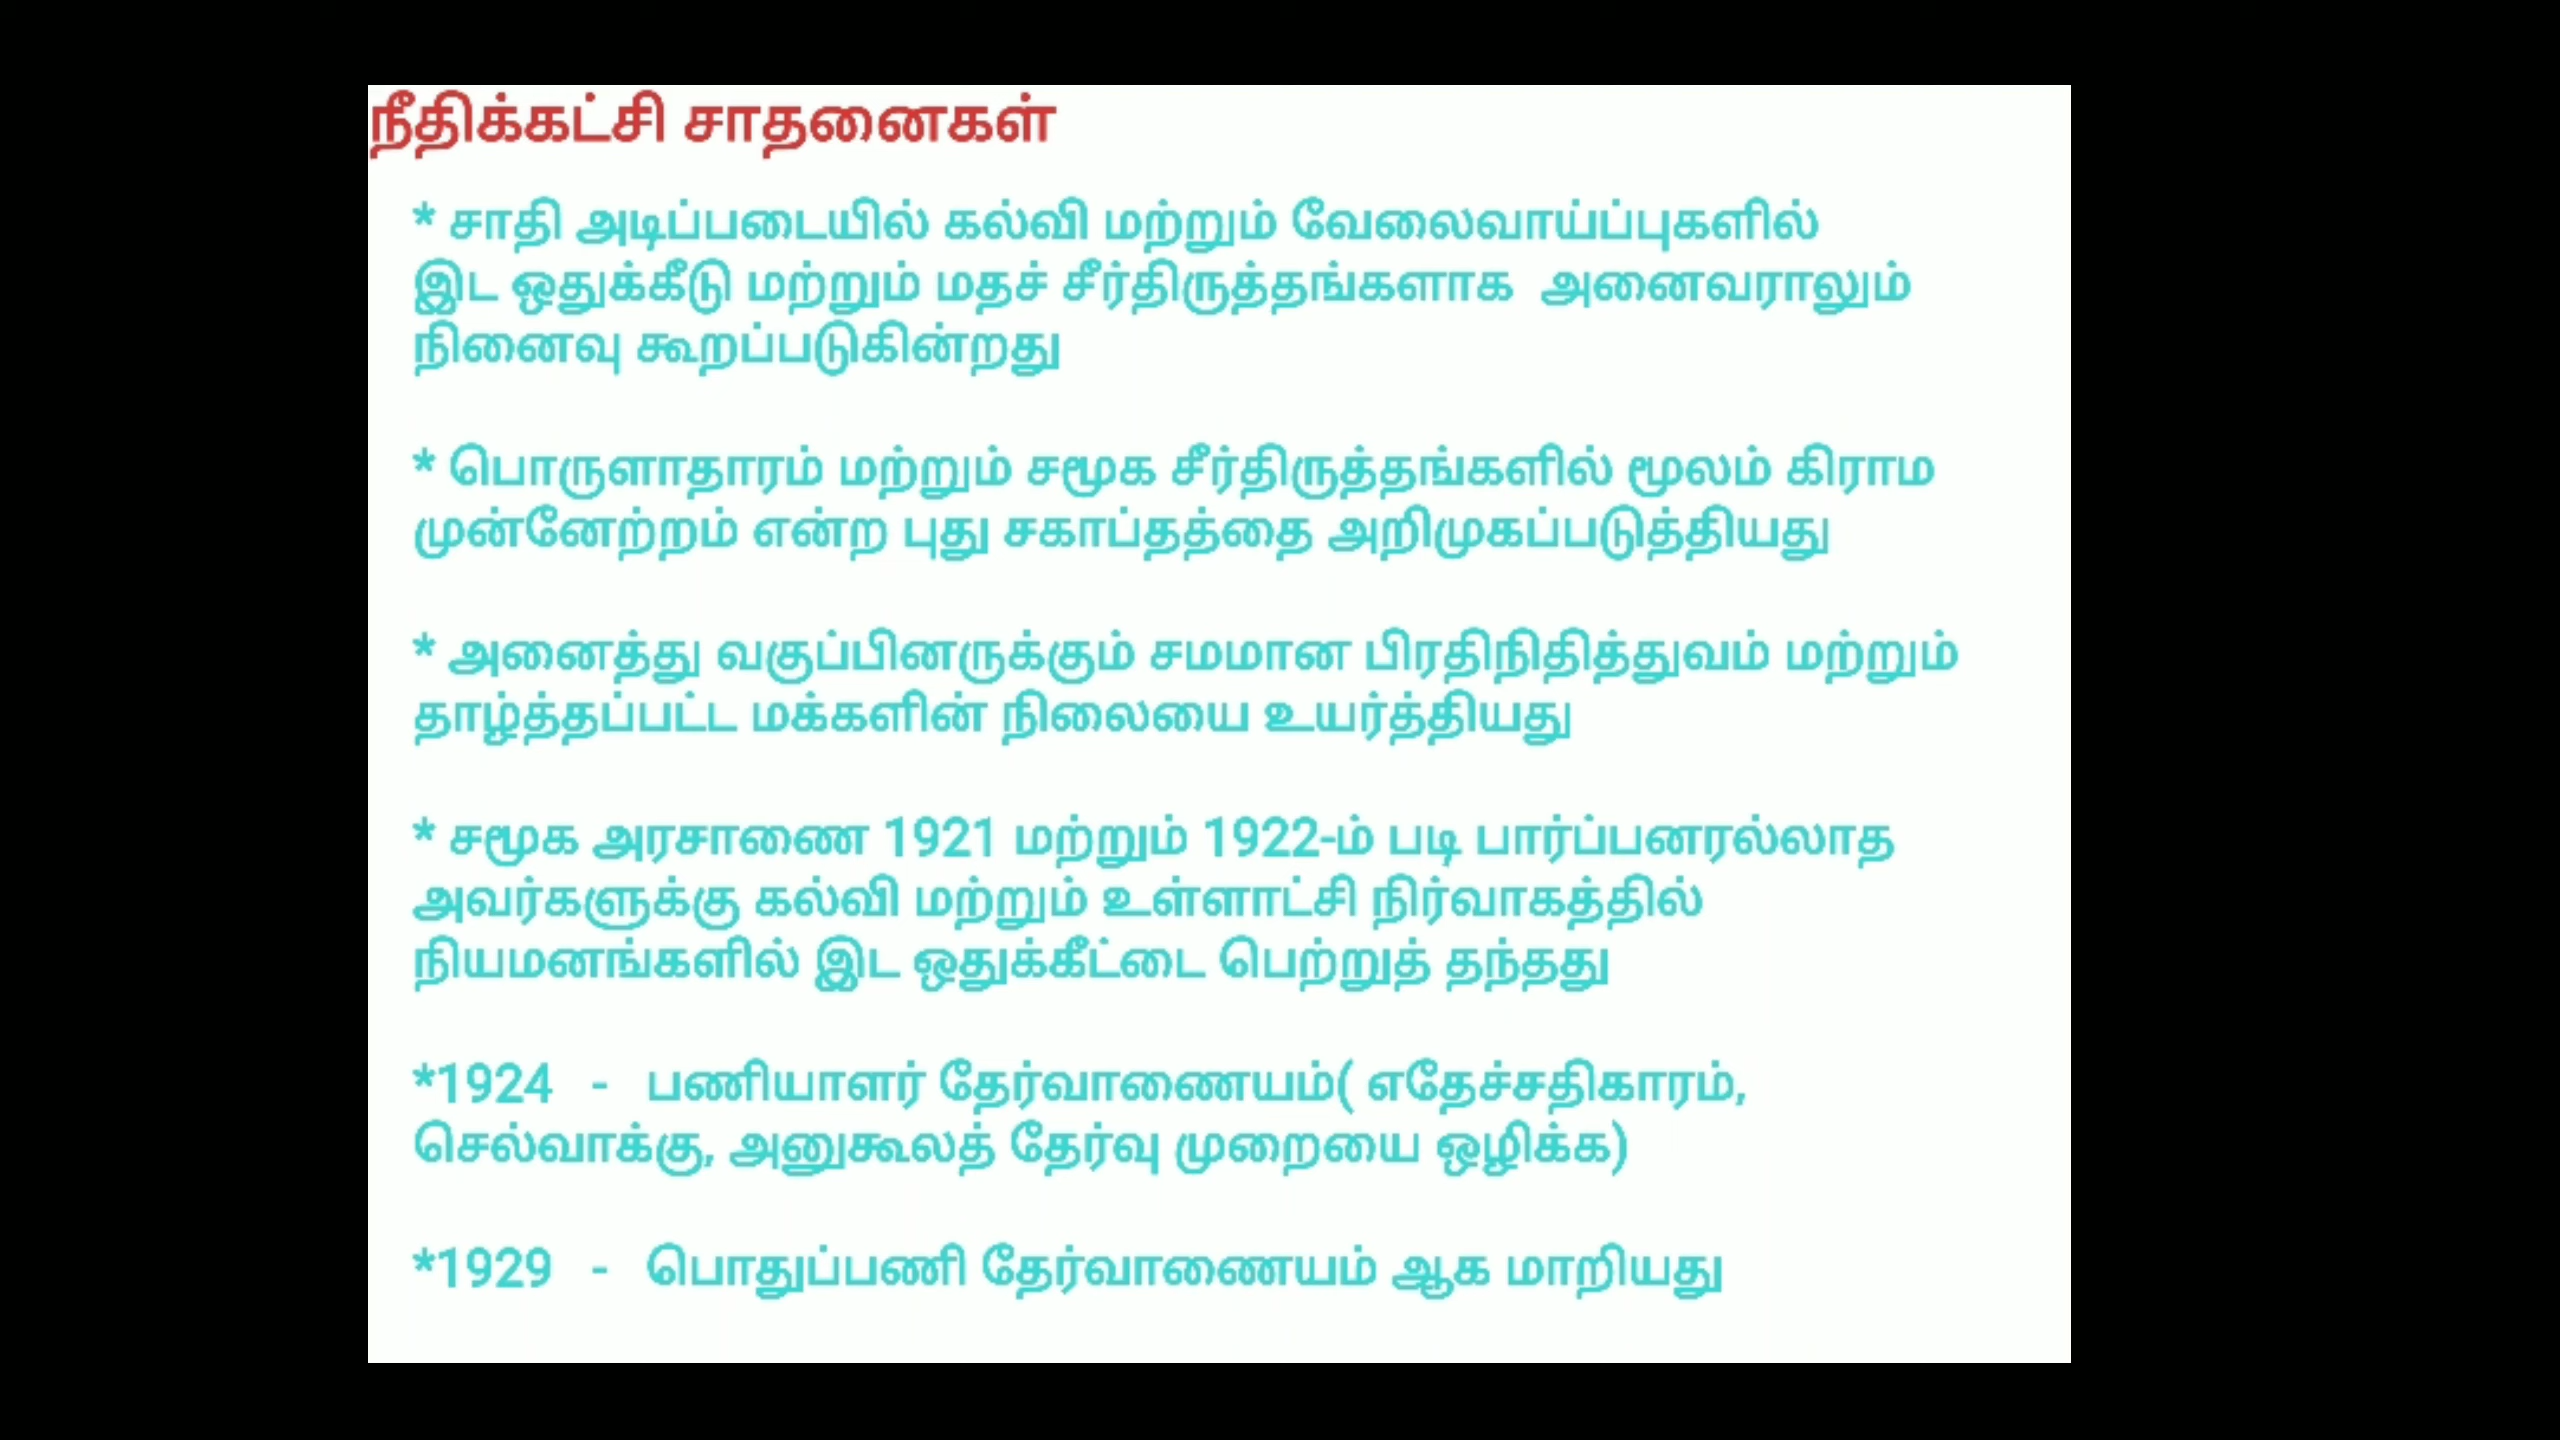 நீதிக்கட்சி சாதனைகள்
* சாதி அடிப்படையில் கல்வி மற்றும் வேலைவாய்ப்புகளில்
இட ஒதுக்கீடு மற்றும் மதச் சீர்திருத்தங்களாக அனைவராலும்
நினைவு கூறப்படுகின்றது
* பொருளாதாரம் மற்றும் சமூக சீர்திருத்தங்களில் மூலம் கிராம
முன்னேற்றம் என்ற புது சகாப்தத்தை அறிமுகப்படுத்தியது
* அனைத்து வகுப்பினருக்கும் சமமான பிரதிநிதித்துவம் மற்றும்
தாழ்த்தப்பட்ட மக்களின் நிலையை உயர்த்தியது
* சமூக அரசாணை 1921 மற்றும் 1922-ம் படி பார்ப்பனரல்லாத
அவர்களுக்கு கல்வி மற்றும் உள்ளாட்சி நிர்வாகத்தில்
நியமனங்களில் இட ஒதுக்கீட்டை பெற்றுத் தந்தது
*1924 - பணியாளர் தேர்வாணையம்( எதேச்சதிகாரம்,
செல்வாக்கு, அனுகூலத் தேர்வு முறையை ஒழிக்க)
*1929 - பொதுப்பணி தேர்வாணையம் ஆக மாறியது